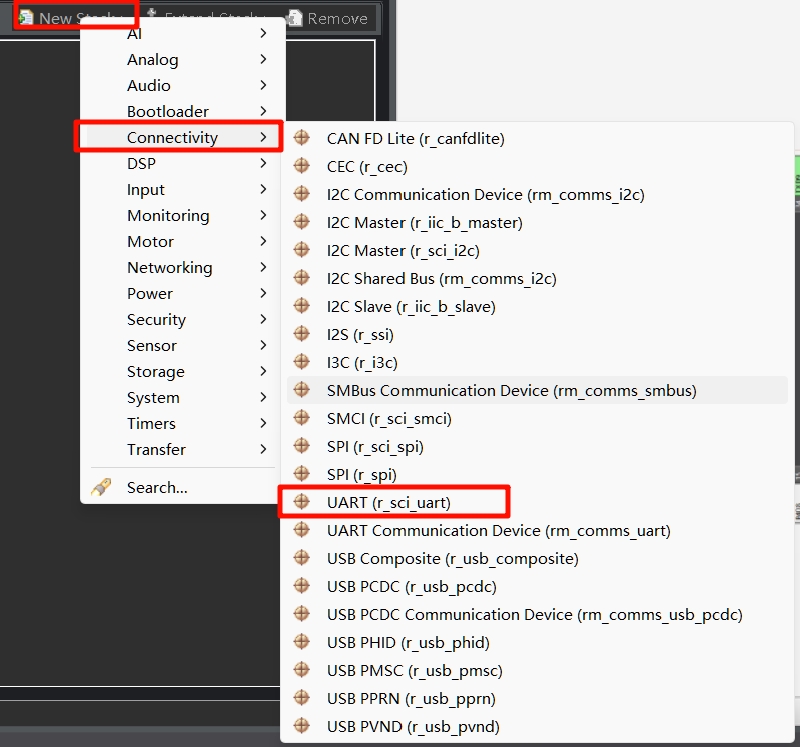 New Stack Extend Stack Remove
AI
Analog
Audio
Bootloader
Connectivity
DSP
Input
Monitoring
Motor
Networking
Power
Security
Sensor
Storage
System
Timers
Transfer
Search...
CAN FD Lite (r_canfdlite)
CEC (r_cec)
I2C Communication Device (rm_comms_i2c)
I2C Master (r_iic_b_master)
I2C Master (r_sci_i2c)
I2C Shared Bus (rm_comms_i2c)
I2C Slave (r_iic_b_slave)
I2S (r_ssi)
I3C (r_i3c)
SMBus Communication Device (rm_comms_smbus)
SMCI (r_sci_smci)
SPI (r_sci_spi)
SPI (r_spi)
UART (r_sci_uart)
UART Communication Device (rm_comms_uart)
USB Composite (r_usb_composite)
USB PCDC (r_usb_pcdc)
USB PCDC Communication Device (rm_comms_usb_pcdc)
USB PHID (r_usb_phid)
USB PMSC (r_usb_pmsc)
USB PPRN (r_usb_pprn)
USB PVND (r_usb_pvnd)